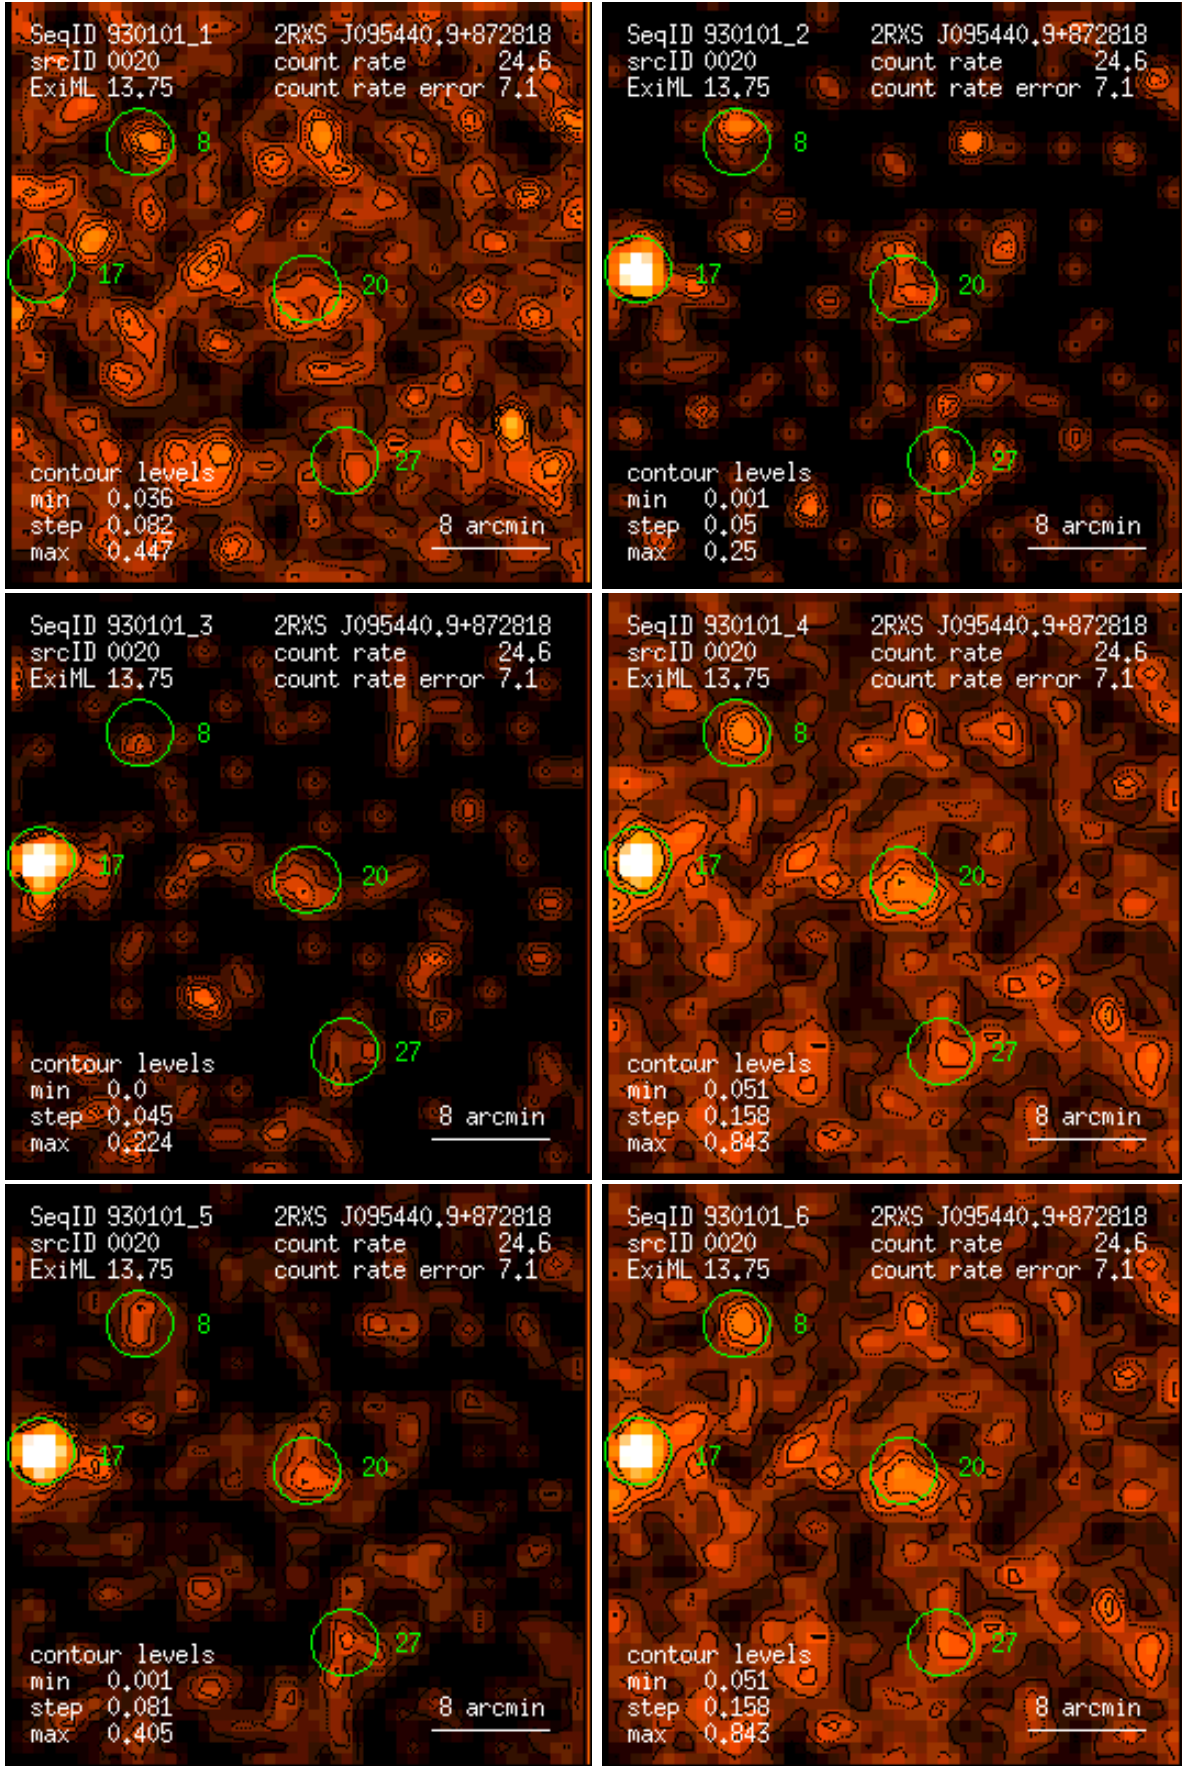 SeqID 930101_1 2RXS J095440.9+872818
srcID 0020 count rate 24.6
ExiML 13.75 count rate error 7.1
8
17
20
27
contour levels
min 0.036
step 0.082 8 arcmin
max 0.447
SeqID 930101_2 2RXS J095440.9+872818
srcID 0020 count rate 24.6
ExiML 13.75 count rate error 7.1
8
17
20
27
contour levels
min 0.001
step 0.05 8 arcmin
max 0.25
SeqID 930101_3 2RXS J095440.9+872818
srcID 0020 count rate 24.6
ExiML 13.75 count rate error 7.1
8
17
20
27
contour levels
min 0.0
step 0.045 8 arcmin
max 0.224
SeqID 930101_4 2RXS J095440.9+872818
srcID 0020 count rate 24.6
ExiML 13.75 count rate error 7.1
8
17
20
27
contour levels
min 0.051
step 0.158 8 arcmin
max 0.843
SeqID 930101_5 2RXS J095440.9+872818
srcID 0020 count rate 24.6
ExiML 13.75 count rate error 7.1
8
17
20
27
contour levels
min 0.001
step 0.081 8 arcmin
max 0.405
SeqID 930101_6 2RXS J095440.9+872818
srcID 0020 count rate 24.6
ExiML 13.75 count rate error 7.1
8
17
20
27
contour levels
min 0.051
step 0.158 8 arcmin
max 0.843